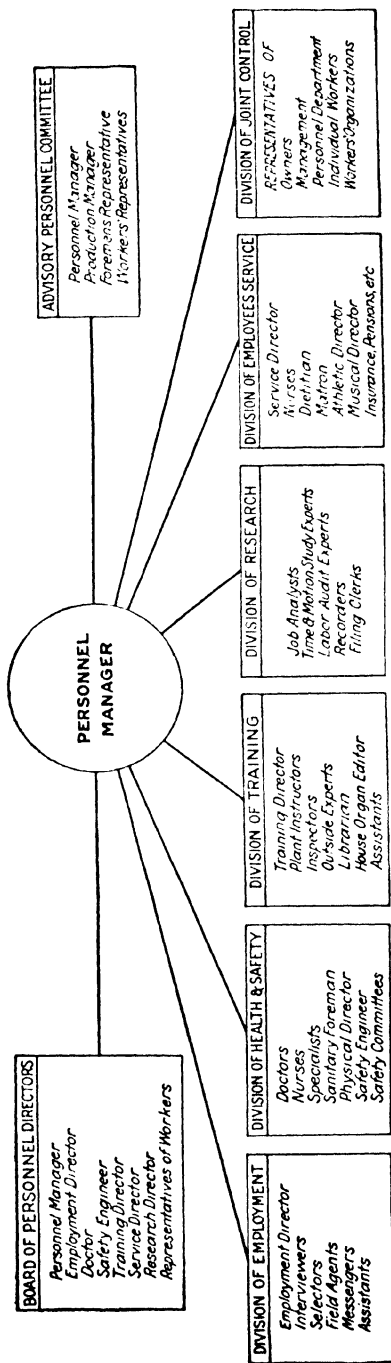 BOARD OF PERSONNEL DIRECTORS
Personnel Manager
Employment Director
Doctor
Safety Engineer
Training Director
Service Director
Research Director
Representatives of Workers
PERSONNEL
MANAGER
ADVISORY PERSONNEL COMMITTEE
Personnel Manager
Production Manager
Foremans Representative
Workers' Representatives
DIVISION OF EMPLOYMENT
Employment Director
Interviewers
Selectors
Field Agents
Messengers
Assistants
DIVISION OF HEALTH & SAFETY
Doctors
Nurses
Specialists
Sanitary Foreman
Physical Director
Safety Engineer
Safety Committees
DIVISION OF TRAINING
Training Director
Plant Instructors
Inspectors
Outside Experts
Librarian
House Organ Editor
Assistants
DIVISION OF RESEARCH
Job Analysts
Time & Motion Study Experts
Labor Audit Experts
Recorders
Filing Clerks
DIVISION OF EMPLOYEES SERVICE
Service Director
Nurses
Dietitian
Matron
Athletic Director
Musical Director
Insurance, Pensions, etc
DIVISION OF JOINT CONTROL
REPRESENTATIVES OF
Owners
Management
Personnel Department
Individual Workers
Workers' Organizations